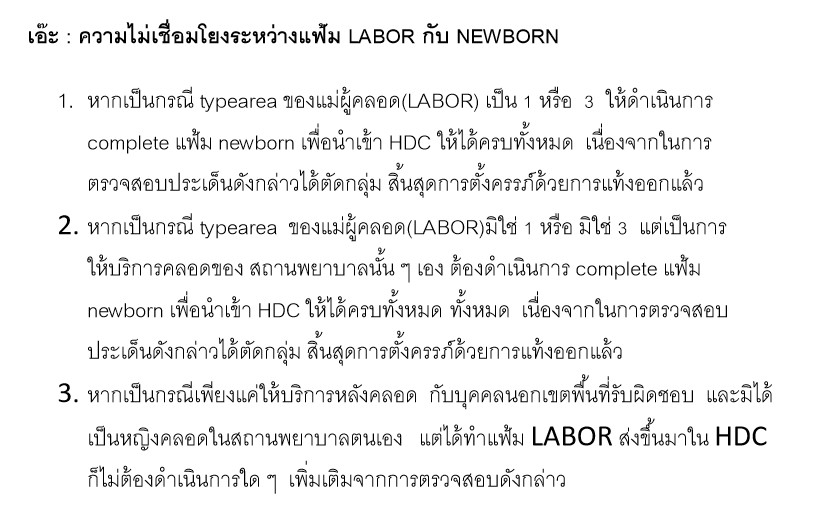 เอ๊ะ : ความไม่เชื่อมโยงระหว่างแฟ้ม LABOR กับ NEWBORN
1. หากเป็นกรณี typearea ของแม่ผู้คลอด(LABOR) เป็น 1 หรือ 3 ให้ดำเนินการ
complete แฟ้ม newborn เพื่อนำเข้า HDC ให้ได้ครบทั้งหมด เนื่องจากในการ
ตรวจสอบประเด็นดังกล่าวได้ตัดกลุ่ม สิ้นสุดการตั้งครรภ์ด้วยการแท้งออกแล้ว
2. หากเป็นกรณี typearea ของแม่ผู้คลอด(LABOR)มิใช่ 1 หรือ มิใช่ 3 แต่เป็นการ
ให้บริการคลอดของ สถานพยาบาลนั้น ๆ เอง ต้องดำเนินการ complete แฟ้ม
newborn เพื่อนำเข้า HDC ให้ได้ครบทั้งหมด ทั้งหมด เนื่องจากในการตรวจสอบ
ประเด็นดังกล่าวได้ตัดกลุ่ม สิ้นสุดการตั้งครรภ์ด้วยการแท้งออกแล้ว
3. หากเป็นกรณีเพียงแค่ให้บริการหลังคลอด กับบุคคลนอกเขตพื้นที่รับผิดชอบ และมิได้
เป็นหญิงคลอดในสถานพยาบาลตนเอง แต่ได้ทำแฟ้ม LABOR ส่งขึ้นมาใน HDC
ก็ไม่ต้องดำเนินการใด ๆ เพิ่มเติมจากการตรวจสอบดังกล่าว